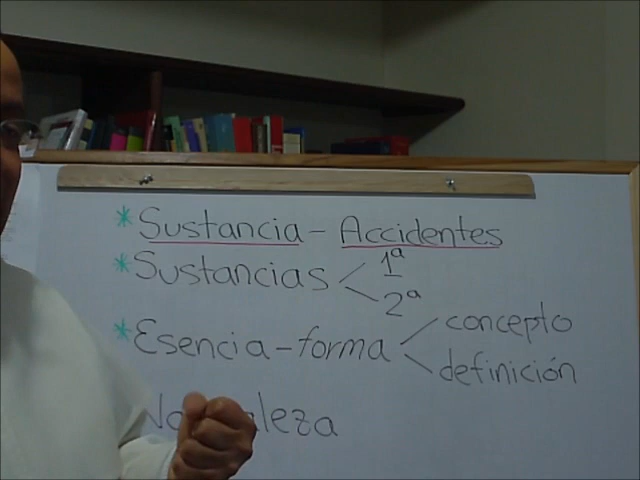 * Sustancia - Accidentes
* Sustancias < 1ª
2ª
* Esencia - forma < concepto
definición